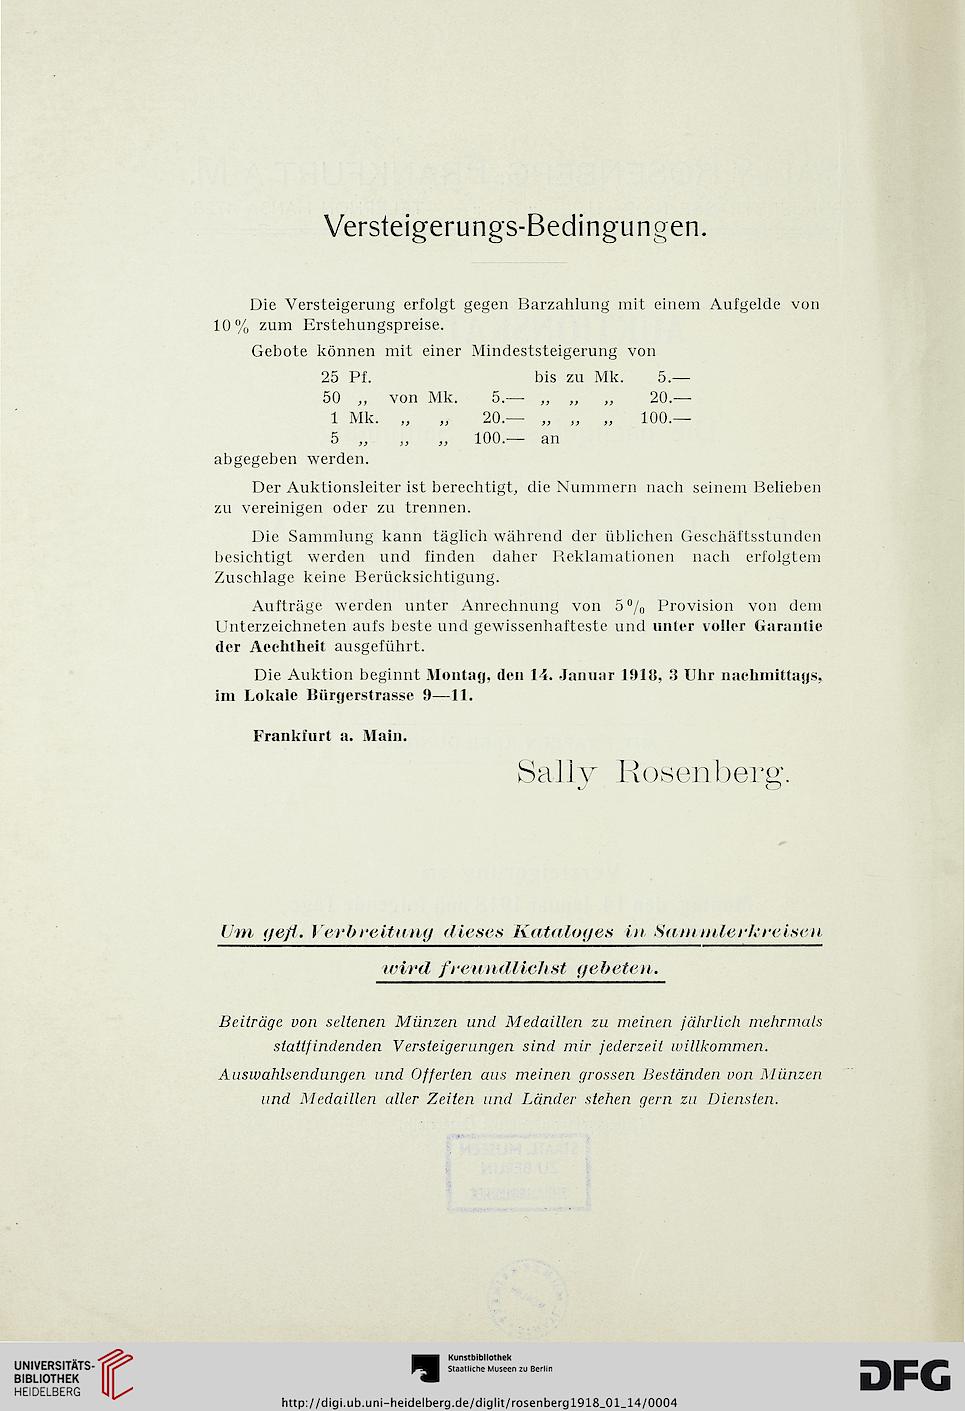 Versteigerungs-Bedingungen.
Die Versteigerung erfolgt gegen Barzahlung mit einem Aufgelde von
10% zum Erstehungspreise.
Gebote können mit einer Mindeststeigerung von
25 Pf. bis zu Mk. 5.—
50 „ von Mk. 5.— „ „ „ 20.—
1 Mk. „ „ 20.— „ „ „ 100.—
5 „ „ „ 100.— an
abgegeben werden.
Der Auktionsleiter ist berechtigt, die Nummern nach seinem Belieben
zu vereinigen oder zu trennen.
Die Sammlung kann täglich während der üblichen Geschäftsstunden
besichtigt werden und finden daher Reklamationen nach erfolgtem
Zuschlage keine Berücksichtigung.
Aufträge werden unter Anrechnung von 5% Provision von dem
Unterzeichneten aufs beste und gewissenhafteste und unter voller Garantie
der Aechtheit ausgeführt.
Die Auktion beginnt Montag, den 14. Januar 1918, 3 Uhr nachmittags,
im Lokale Bürgerstrasse 9—11.
Frankfurt a. Main.
Sally Rosenberg.
Um gefl. Verbreitung dieses Kataloges in Sammlerkreisen
wird freundlichst gebeten.
Beiträge von seltenen Münzen und Medaillen zu meinen jährlich mehrmals
stattfindenden Versteigerungen sind mir jederzeit willkommen.
Auswahlsendungen und Offerten aus meinen grossen Beständen von Münzen
und Medaillen aller Zeiten und Länder stehen gern zu Diensten.
UNIVERSITÄTS-
BIBLIOTHEK
HEIDELBERG
Kunstbibliothek
Staatliche Museen zu Berlin
DFG
http://digi.ub.uni-heidelberg.de/diglit/rosenberg1918_01_14/0004